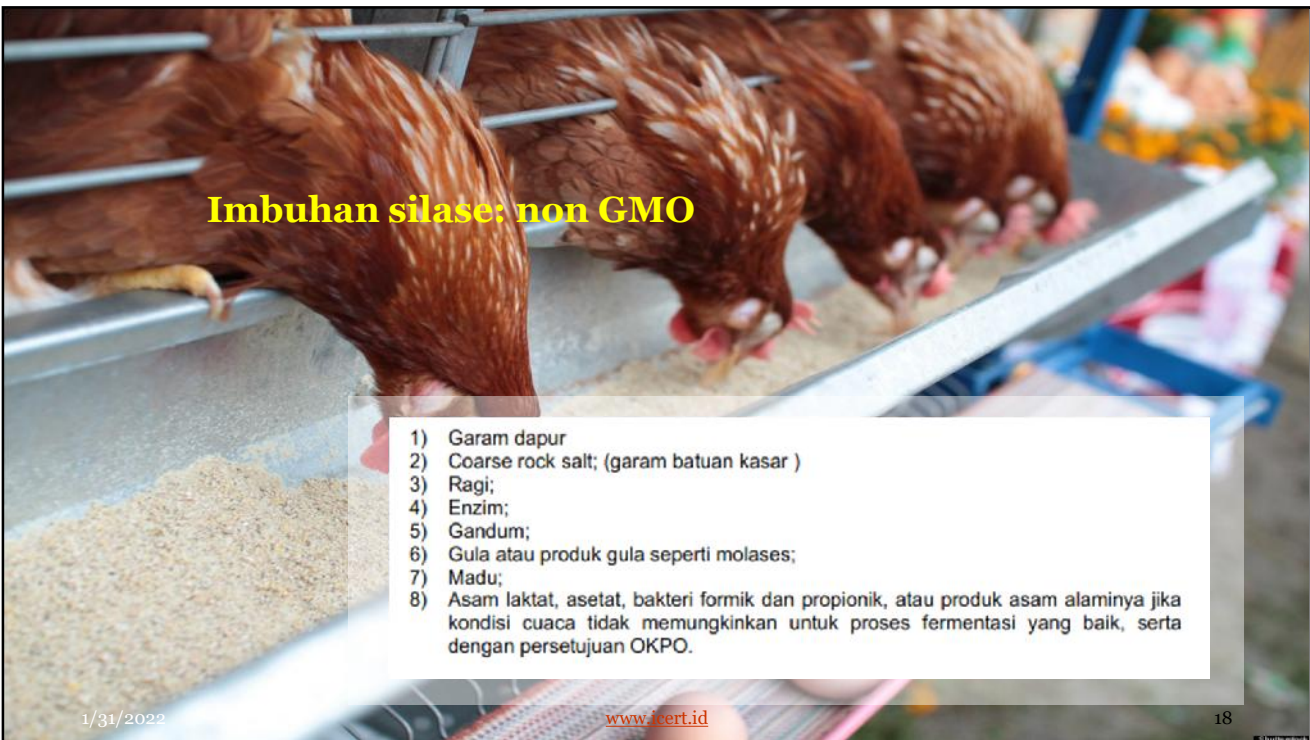 Imbuhan silase: non GMO
1) Garam dapur
2) Coarse rock salt; (garam batuan kasar )
3) Ragi;
4) Enzim;
5) Gandum;
6) Gula atau produk gula seperti molases;
7) Madu;
8) Asam laktat, asetat, bakteri formik dan propionik, atau produk asam alaminya jika
kondisi cuaca tidak memungkinkan untuk proses fermentasi yang baik, serta
dengan persetujuan OKPO.
1/31/2022
www.icert.id
18